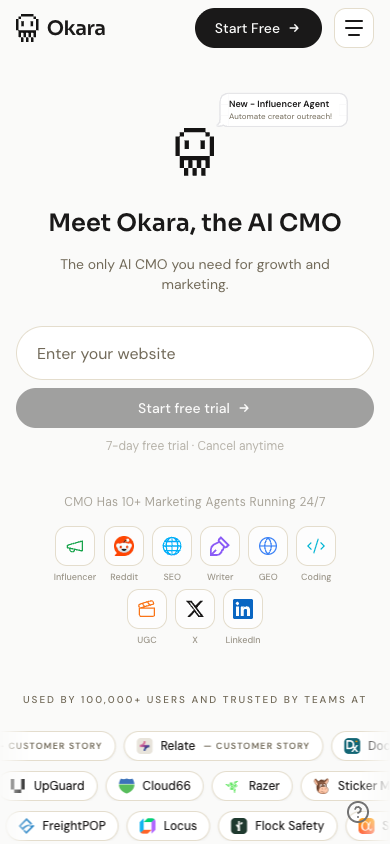 Okara
Start Free →
New - Influencer Agent
Automate creator outreach!
Meet Okara, the AI CMO
The only AI CMO you need for growth and
marketing.
Enter your website
Start free trial →
7-day free trial · Cancel anytime
CMO Has 10+ Marketing Agents Running 24/7
Influencer Reddit SEO Writer GEO Coding
UGC X LinkedIn
USED BY 100,000+ USERS AND TRUSTED BY TEAMS AT
CUSTOMER STORY Relate — CUSTOMER STORY
UpGuard Cloud66 Razer Sticker
FreightPOP Locus Flock Safety